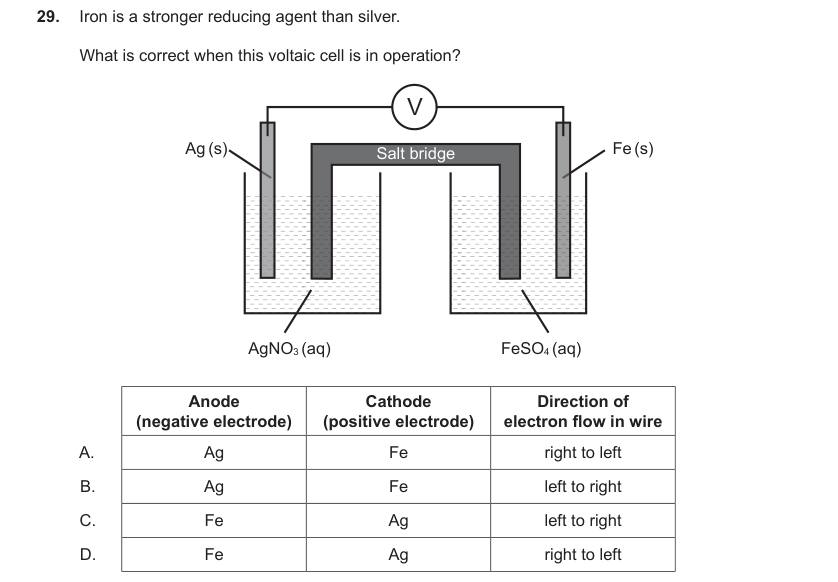 29. Iron is a stronger reducing agent than silver.
What is correct when this voltaic cell is in operation?
V
Ag (s)
Salt bridge
Fe (s)
AgNO₃ (aq)
FeSO₄ (aq)
Anode
(negative electrode)
Cathode
(positive electrode)
Direction of
electron flow in wire
A. Ag Fe right to left
B. Ag Fe left to right
C. Fe Ag left to right
D. Fe Ag right to left